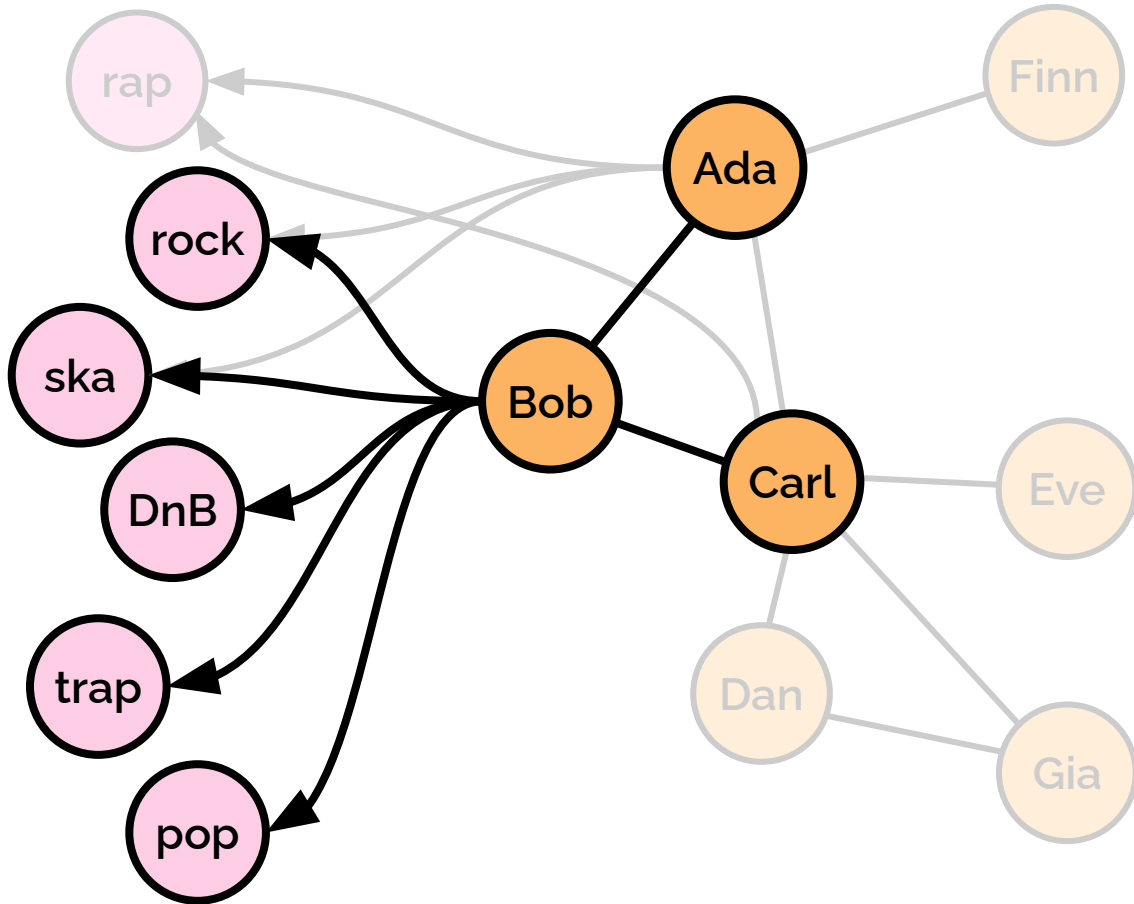 rap
Finn
Ada
rock
ska
Bob
Carl
DnB
Eve
trap
Dan
Gia
pop